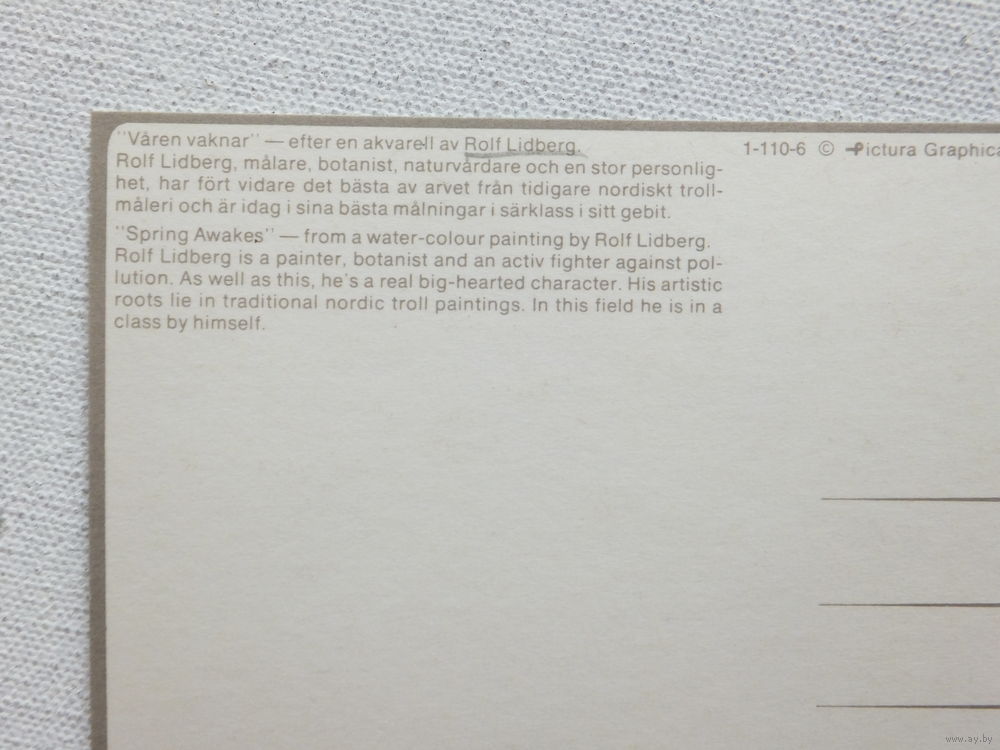 "Våren vaknar" — efter en akvarell av Rolf Lidberg.
Rolf Lidberg, målare, botanist, naturvårdare och en stor personlig-
het, har fört vidare det bästa av arvet från tidigare nordiskt troll-
måleri och är idag i sina bästa målningar i särklass i sitt gebit.
"Spring Awakes" — from a water-colour painting by Rolf Lidberg.
Rolf Lidberg is a painter, botanist and an activ fighter against pol-
lution. As well as this, he's a real big-hearted character. His artistic
roots lie in traditional nordic troll paintings. In this field he is in a
class by himself.
1-110-6 © Pictura Graphica
www.ay.by